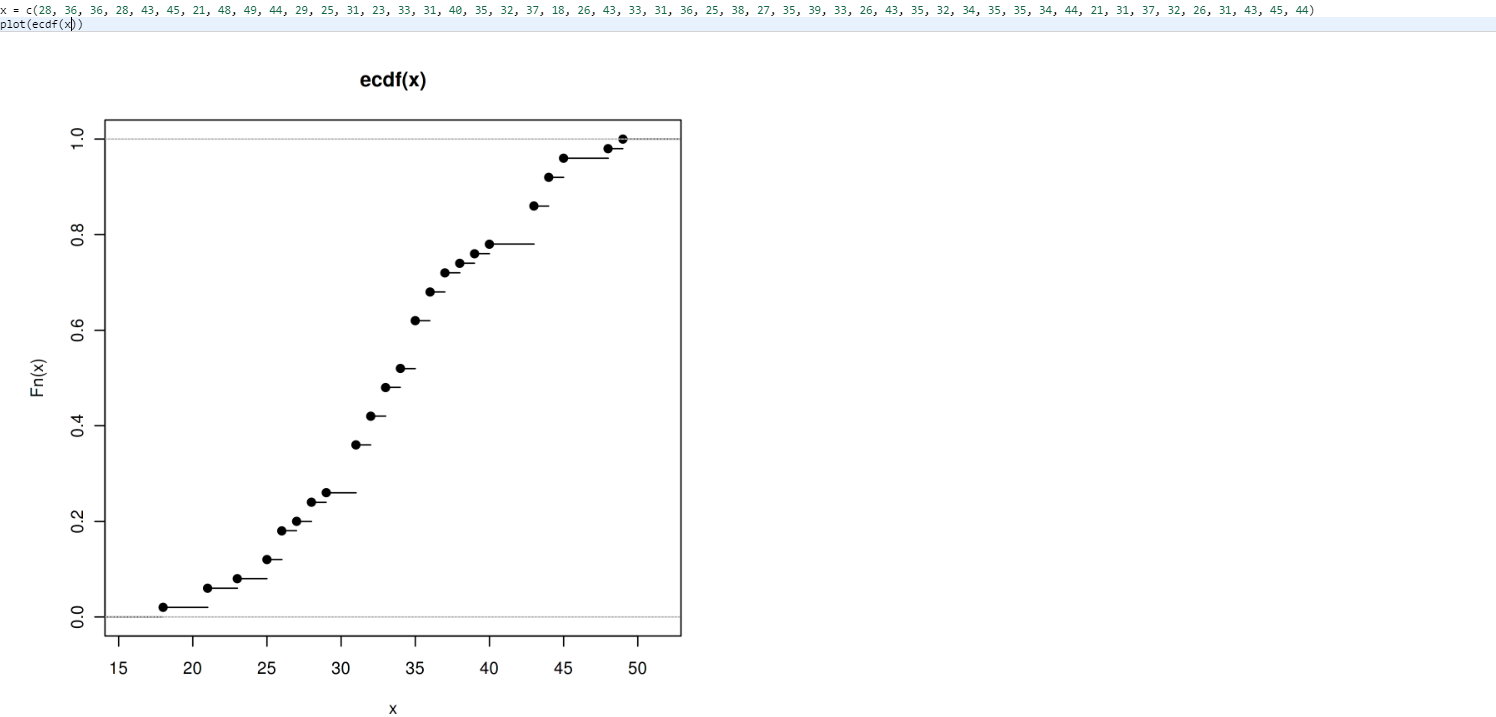 x = c(28, 36, 36, 28, 43, 45, 21, 48, 49, 44, 29, 25, 31, 23, 33, 31, 40, 35, 32, 37, 18, 26, 43, 33, 31, 36, 25, 38, 27, 35, 39, 33, 26, 43, 35, 32, 34, 35, 35, 34, 44, 21, 31, 37, 32, 26, 31, 43, 45, 44)
plot(ecdf(x))
ecdf(x)
1.0
0.8
0.6
Fn(x)
0.4
0.2
0.0
15 20 25 30 35 40 45 50
x